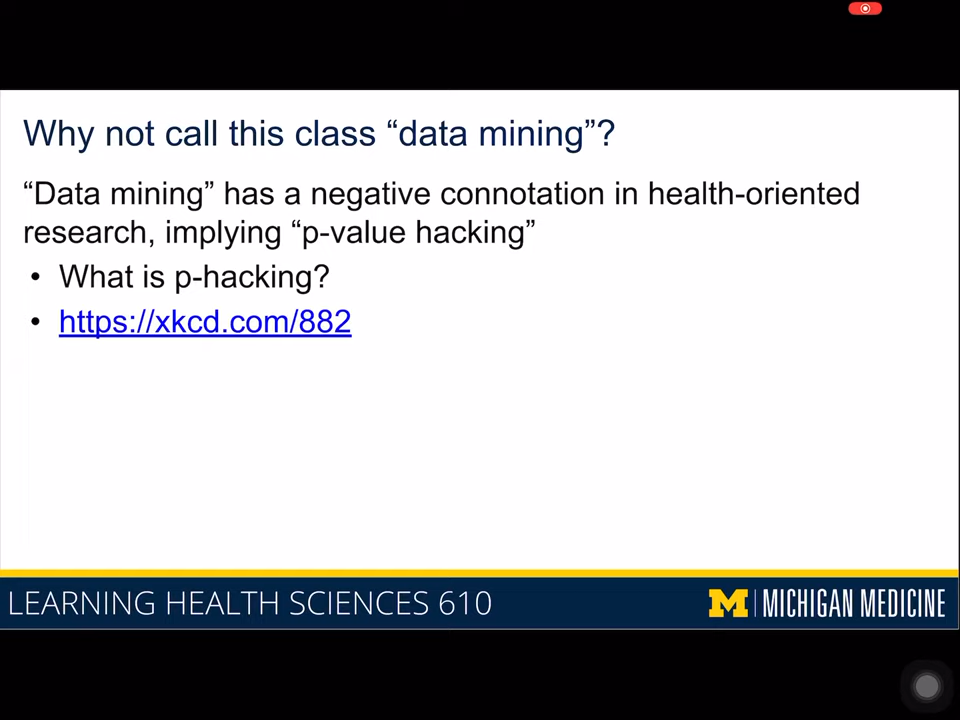 Why not call this class “data mining”?
“Data mining” has a negative connotation in health-oriented
research, implying “p-value hacking”
• What is p-hacking?
• https://xkcd.com/882
LEARNING HEALTH SCIENCES 610
M | MICHIGAN MEDICINE